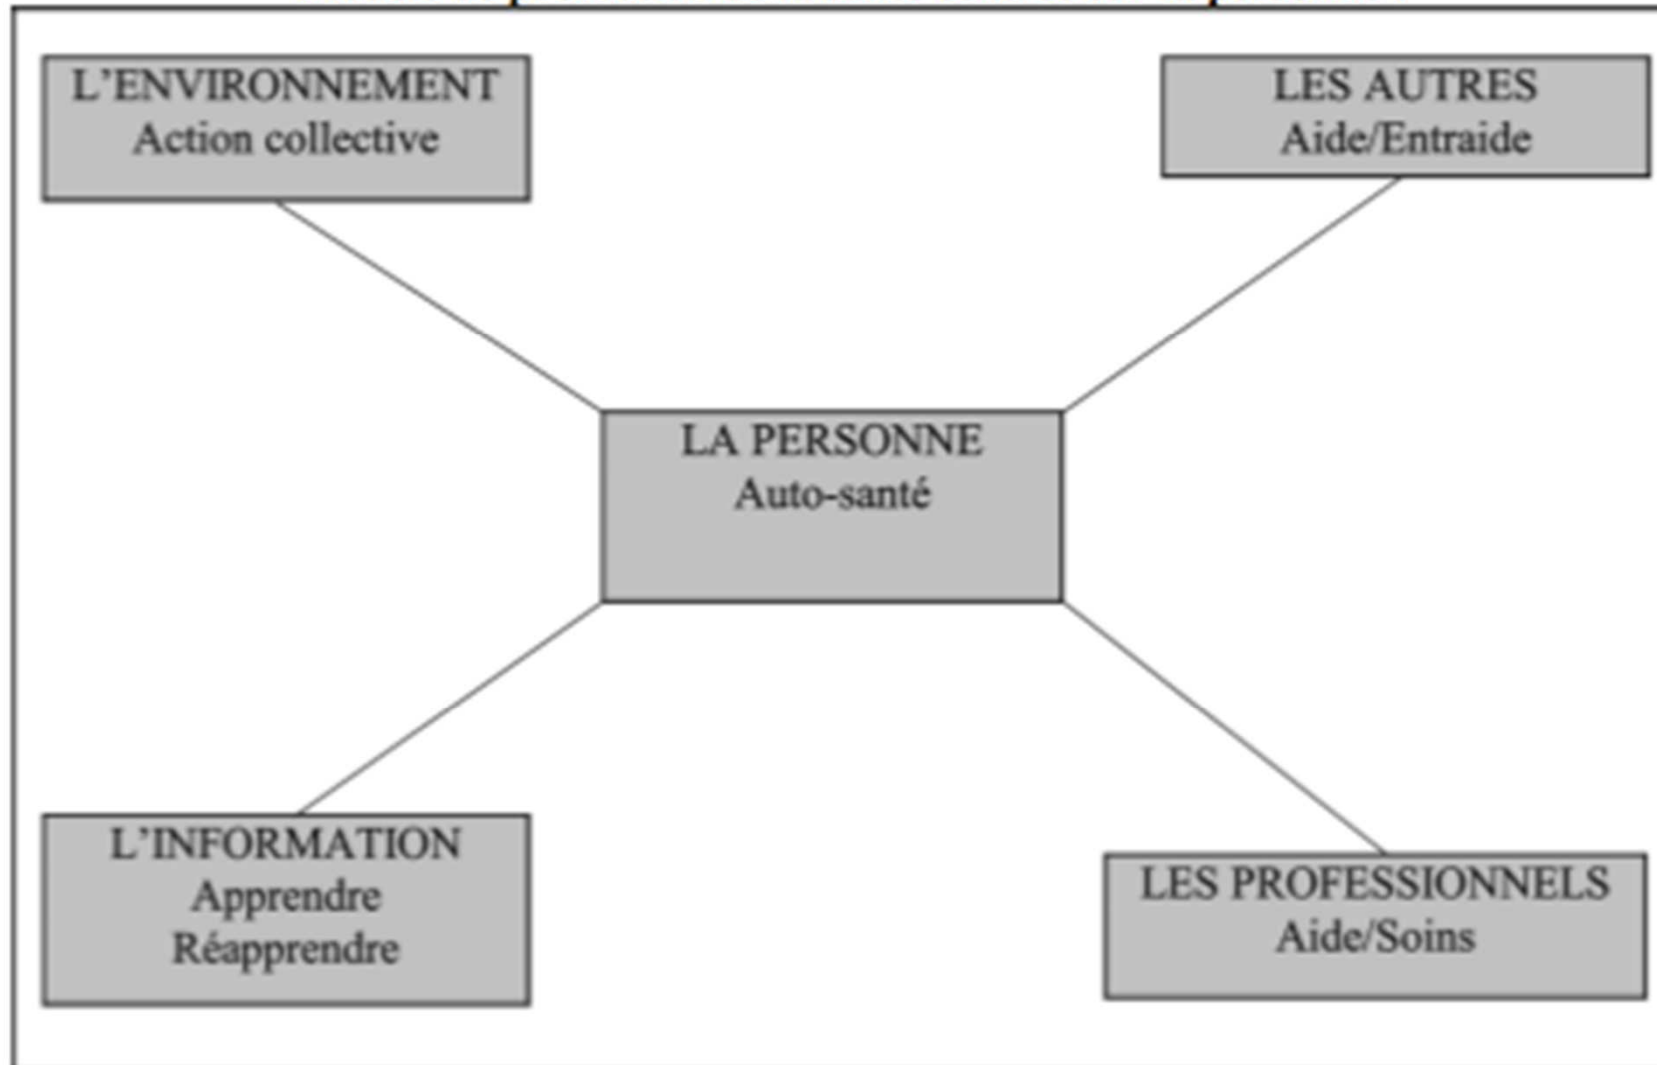 L’ENVIRONNEMENT
Action collective
LES AUTRES
Aide/Entraide
LA PERSONNE
Auto-santé
L’INFORMATION
Apprendre
Réapprendre
LES PROFESSIONNELS
Aide/Soins